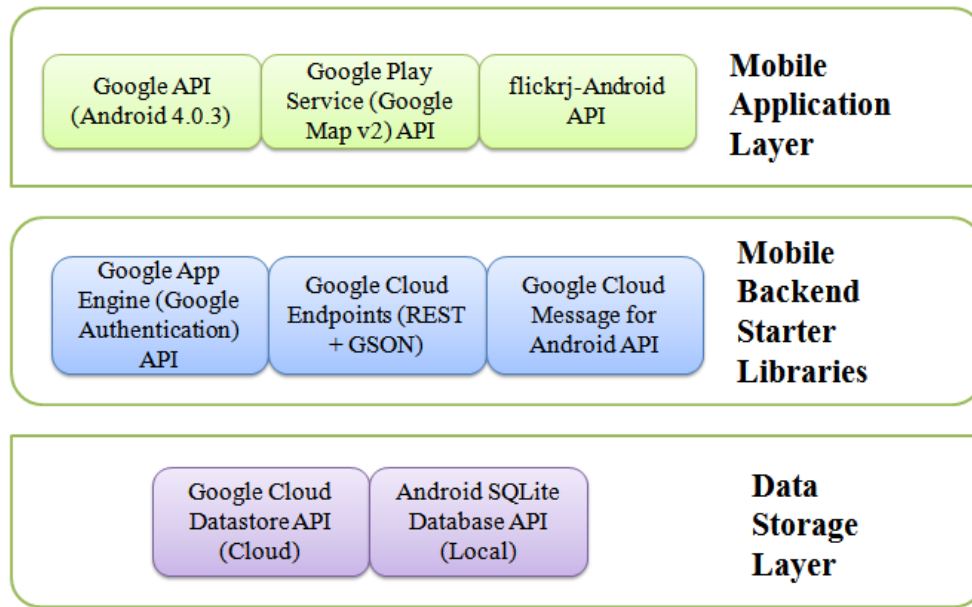 Google API
(Android 4.0.3)
Google Play
Service (Google
Map v2) API
flickrj-Android
API
Mobile
Application
Layer
Google App
Engine (Google
Authentication)
API
Google Cloud
Endpoints (REST
+ GSON)
Google Cloud
Message for
Android API
Mobile
Backend
Starter
Libraries
Google Cloud
Datastore API
(Cloud)
Android SQLite
Database API
(Local)
Data
Storage
Layer